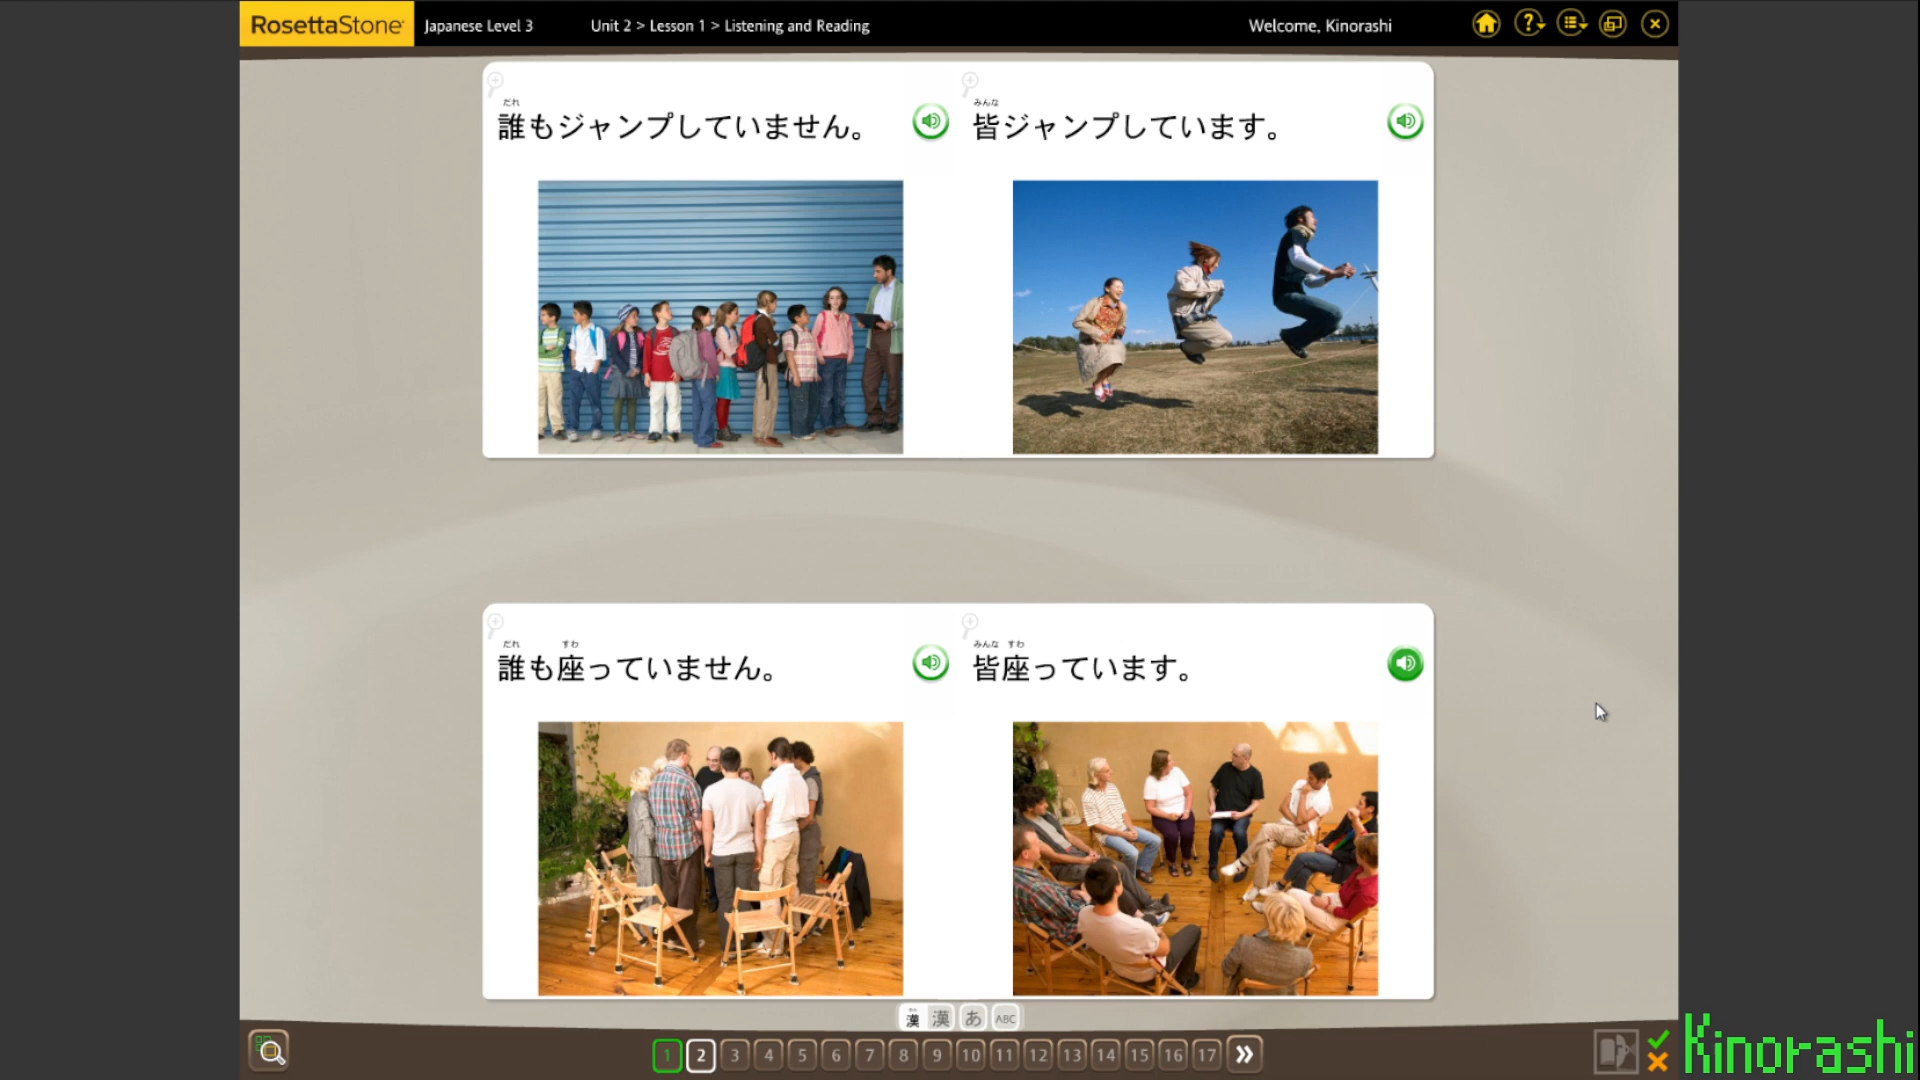 RosettaStone
Japanese Level 3
Unit 2 > Lesson 1 > Listening and Reading
Welcome, Kinorashi
だれ
誰もジャンプしていません。
みんな
皆ジャンプしています。
だれ すわ
誰も座っていません。
みんな すわ
皆座っています。
漢 漢 あ ABC
1 2 3 4 5 6 7 8 9 10 11 12 13 14 15 16 17
Kinorashi